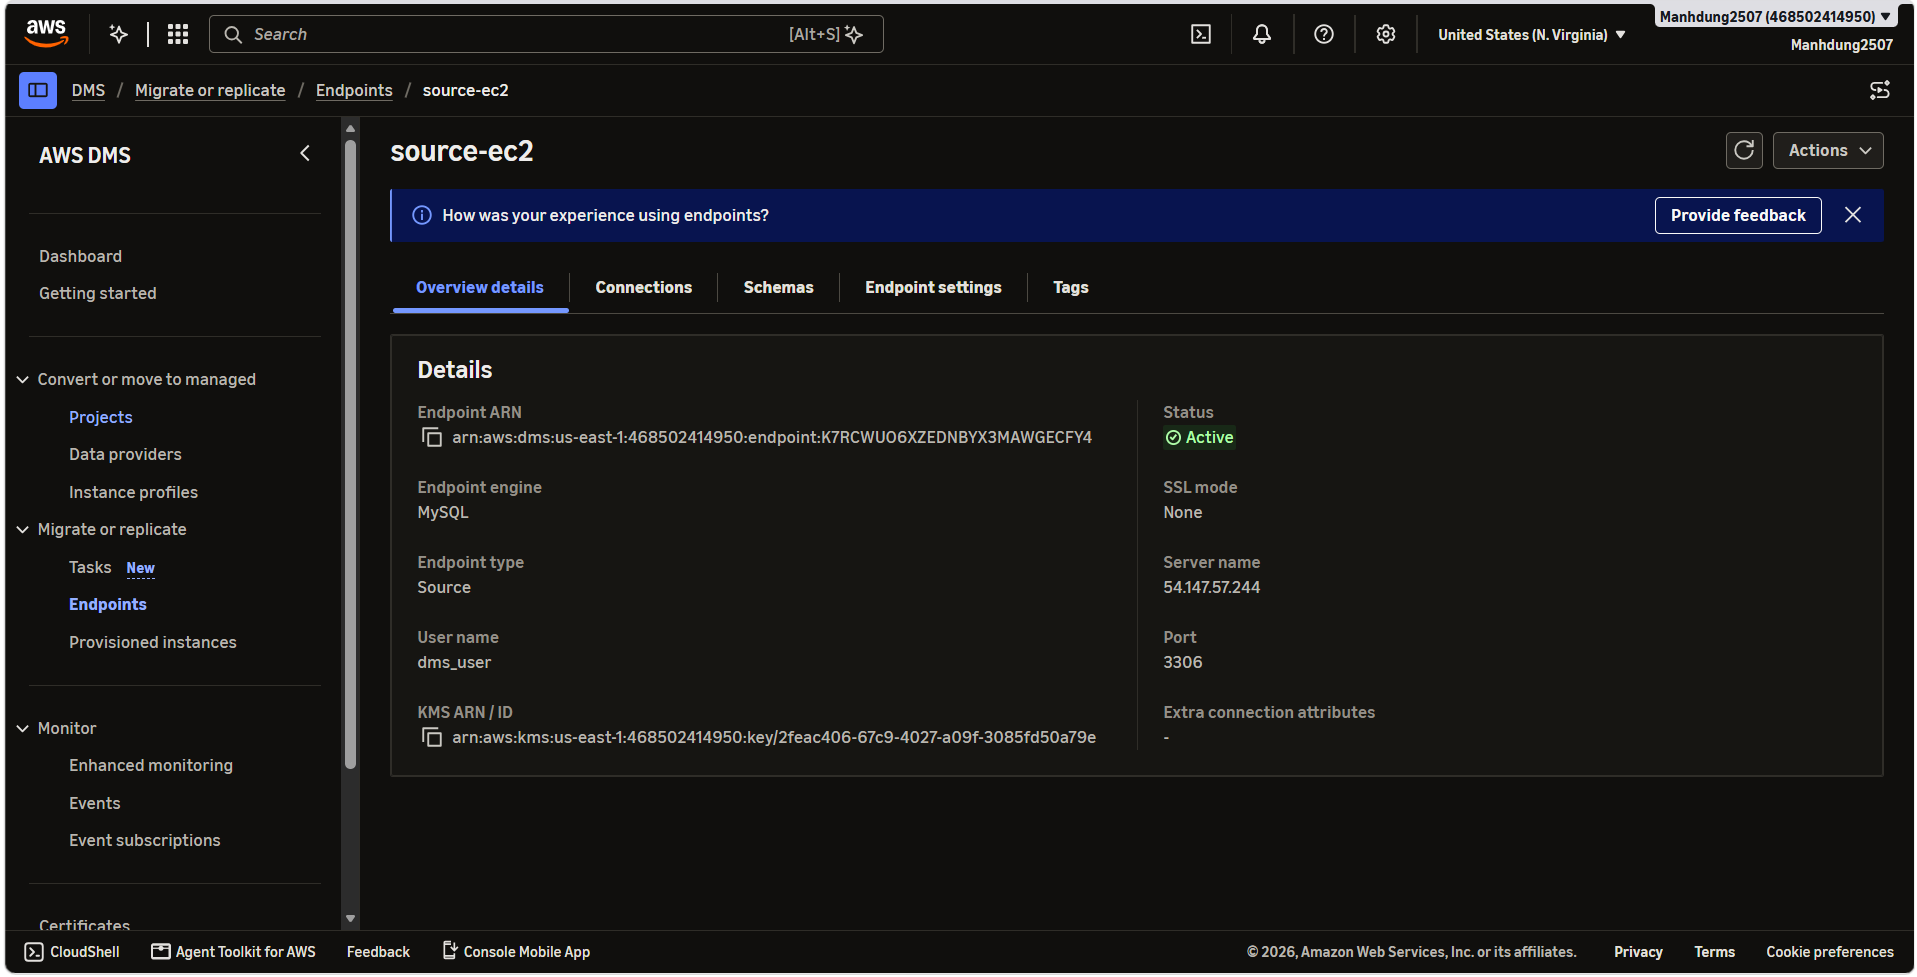 aws
Search
[Alt+S]
United States (N. Virginia)
Manhdung2507 (468502414950)
Manhdung2507
DMS / Migrate or replicate / Endpoints / source-ec2
AWS DMS
Dashboard
Getting started
Convert or move to managed
Projects
Data providers
Instance profiles
Migrate or replicate
Tasks New
Endpoints
Provisioned instances
Monitor
Enhanced monitoring
Events
Event subscriptions
Certificates
source-ec2
Actions
How was your experience using endpoints?
Provide feedback
Overview details
Connections
Schemas
Endpoint settings
Tags
Details
Endpoint ARN
arn:aws:dms:us-east-1:468502414950:endpoint:K7RCWUO6XZEDNBYX3MAWGECFY4
Endpoint engine
MySQL
Endpoint type
Source
User name
dms_user
KMS ARN / ID
arn:aws:kms:us-east-1:468502414950:key/2feac406-67c9-4027-a09f-3085fd50a79e
Status
Active
SSL mode
None
Server name
54.147.57.244
Port
3306
Extra connection attributes
-
CloudShell
Agent Toolkit for AWS
Feedback
Console Mobile App
© 2026, Amazon Web Services, Inc. or its affiliates.
Privacy
Terms
Cookie preferences